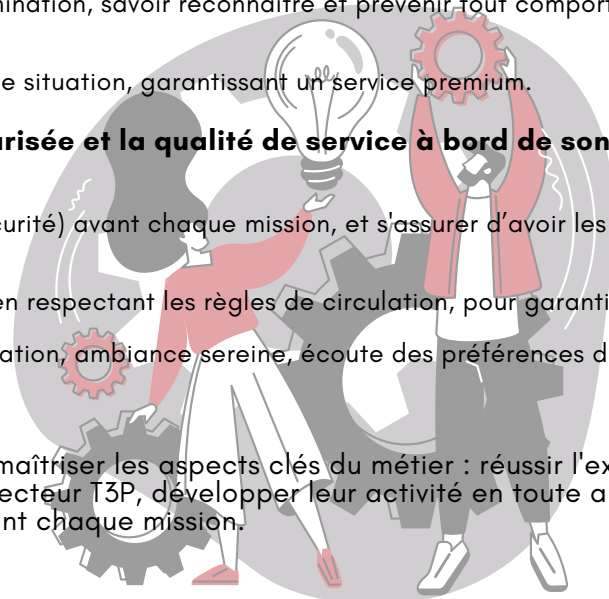 mination, savoir reconnaître et prévenir tout comport
e situation, garantissant un service premium.
risée et la qualité de service à bord de son
curité) avant chaque mission, et s'assurer d’avoir les
en respectant les règles de circulation, pour garanti
ation, ambiance sereine, écoute des préférences d
maîtriser les aspects clés du métier : réussir l'ex
ecteur T3P, développer leur activité en toute a
nt chaque mission.